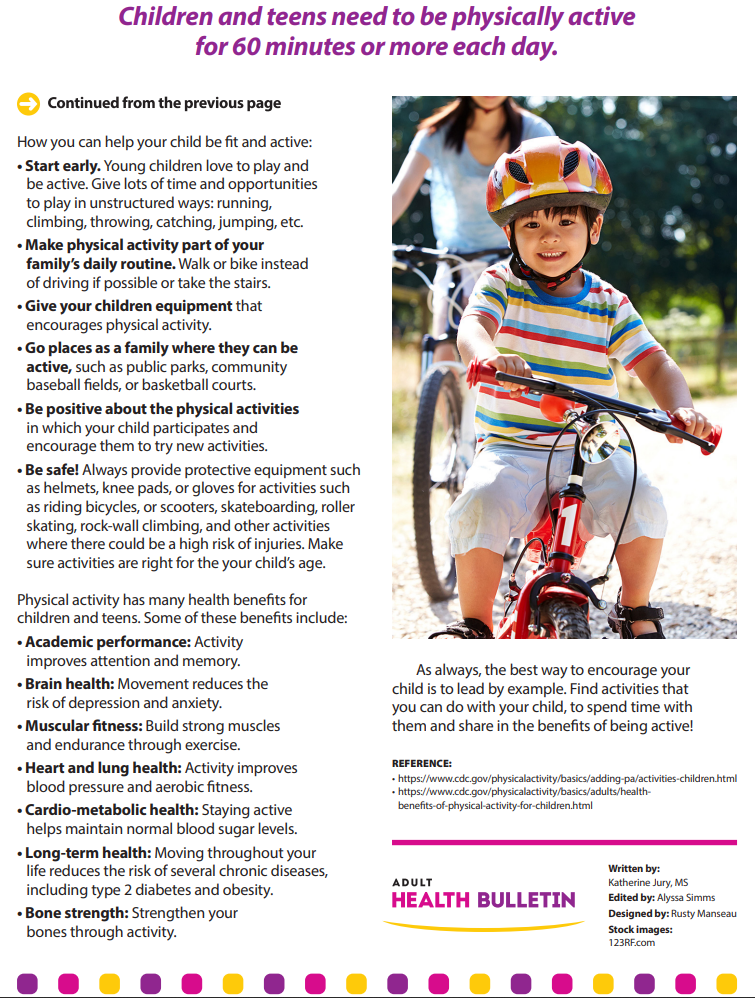 Children and teens need to be physically active
for 60 minutes or more each day.
Continued from the previous page
How you can help your child be fit and active:
• Start early. Young children love to play and
be active. Give lots of time and opportunities
to play in unstructured ways: running,
climbing, throwing, catching, jumping, etc.
• Make physical activity part of your
family's daily routine. Walk or bike instead
of driving if possible or take the stairs.
• Give your children equipment that
encourages physical activity.
• Go places as a family where they can be
active, such as public parks, community
baseball fields, or basketball courts.
• Be positive about the physical activities
in which your child participates and
encourage them to try new activities.
• Be safe! Always provide protective equipment such
as helmets, knee pads, or gloves for activities such
as riding bicycles, or scooters, skateboarding, roller
skating, rock-wall climbing, and other activities
where there could be a high risk of injuries. Make
sure activities are right for the your child's age.
Physical activity has many health benefits for
children and teens. Some of these benefits include:
• Academic performance: Activity
improves attention and memory.
• Brain health: Movement reduces the
risk of depression and anxiety.
• Muscular fitness: Build strong muscles
and endurance through exercise.
• Heart and lung health: Activity improves
blood pressure and aerobic fitness.
• Cardio-metabolic health: Staying active
helps maintain normal blood sugar levels.
• Long-term health: Moving throughout your
life reduces the risk of several chronic diseases,
including type 2 diabetes and obesity.
• Bone strength: Strengthen your
bones through activity.
1
As always, the best way to encourage your
child is to lead by example. Find activities that
you can do with your child, to spend time with
them and share in the benefits of being active!
REFERENCE:
• https://www.cdc.gov/physicalactivity/basics/adding-pa/activities-children.html
• https://www.cdc.gov/physicalactivity/basics/adults/health-
benefits-of-physical-activity-for-children.html
ADULT
HEALTH BULLETIN
Written by:
Katherine Jury, MS
Edited by: Alyssa Simms
Designed by: Rusty Manseau
Stock images:
123RF.com